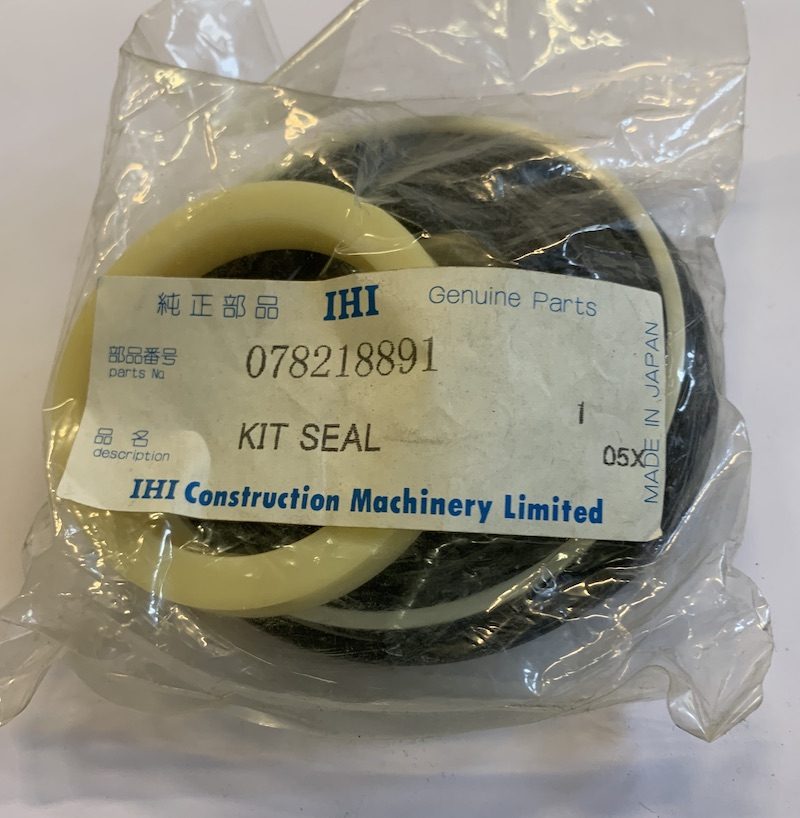 純正部品 IHI Genuine Parts
部品番号 078218891
parts No
KIT SEAL 1
品名
description
05X
MADE IN JAPAN
IHI Construction Machinery Limited